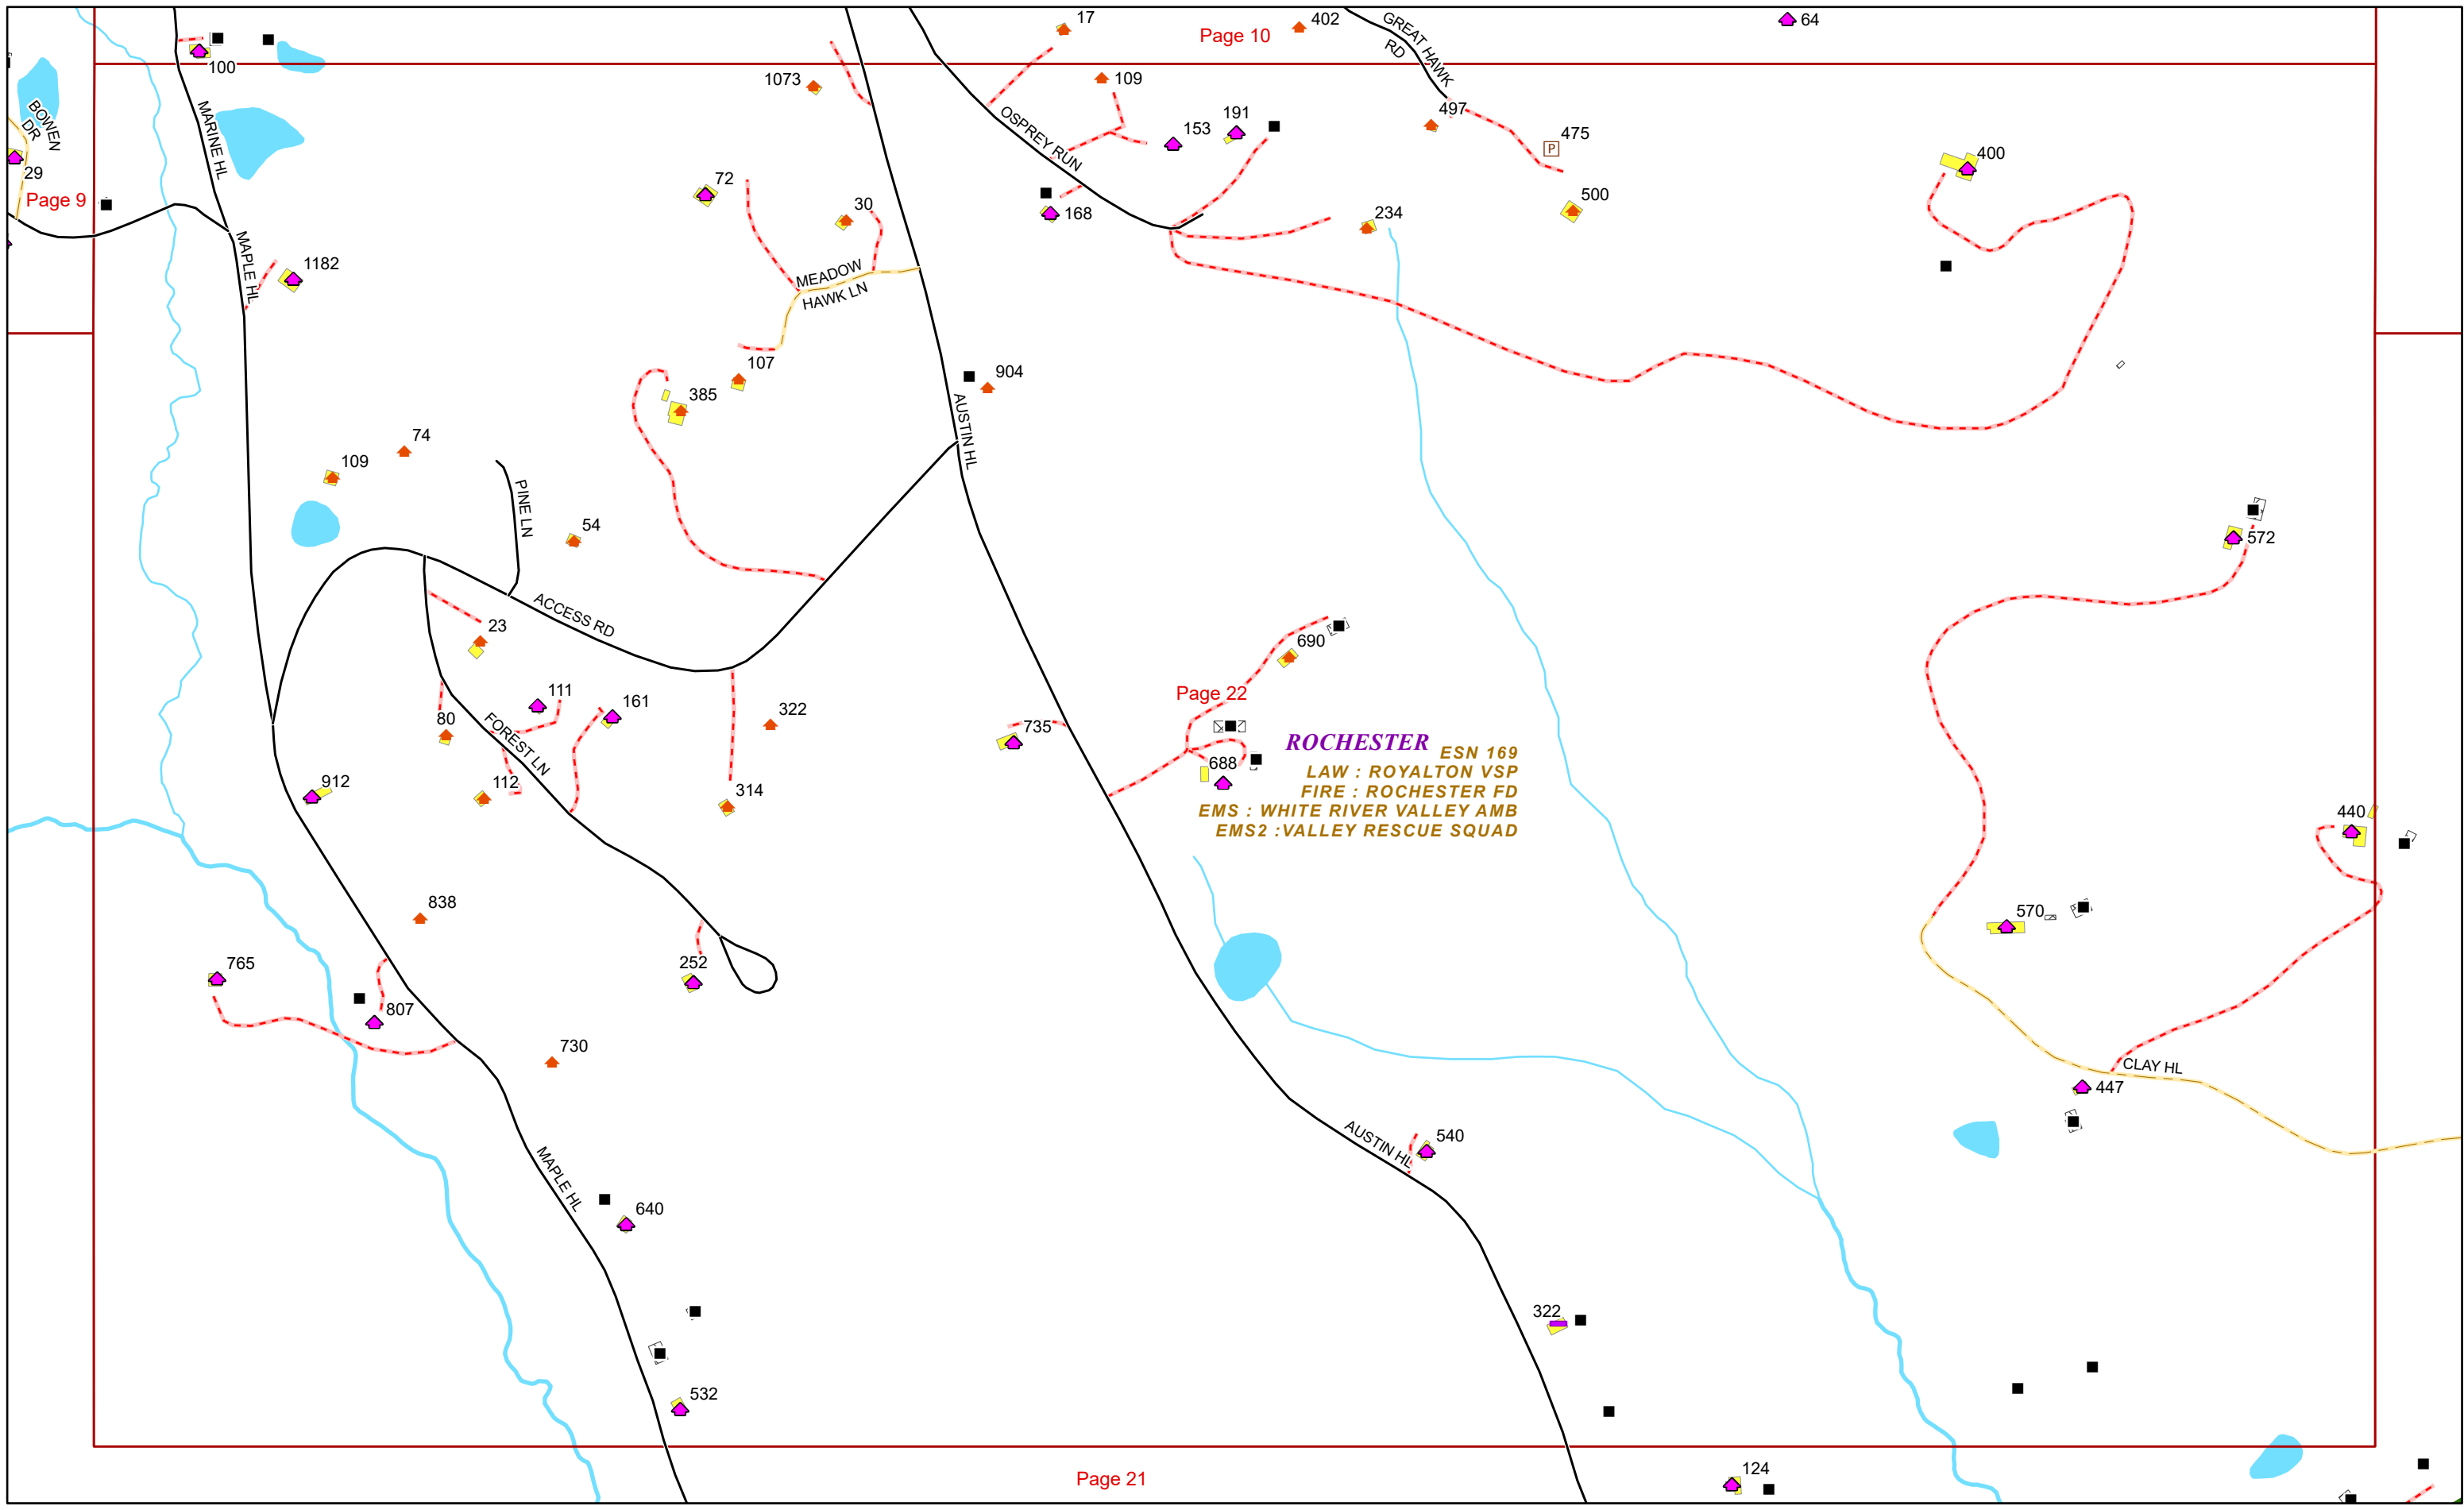 17
402
GREAT HAWK
RD
64
Page 10
100
1073
109
497
BOWEN
DR
MARINE HL
OSPREY RUN
153
191
475
P
400
29
Page 9
72
30
168
234
500
MAPLE HL
1182
MEADOW
HAWK LN
107
385
904
AUSTIN HL
74
109
PINE LN
54
572
ACCESS RD
23
690
Page 22
111
161
80
FOREST LN
322
735
ROCHESTER
ESN 169
LAW : ROYALTON VSP
FIRE : ROCHESTER FD
EMS : WHITE RIVER VALLEY AMB
EMS2 :VALLEY RESCUE SQUAD
688
912
112
314
440
838
570
765
252
807
730
CLAY HL
447
AUSTIN HL
540
MAPLE HL
640
322
532
Page 21
124